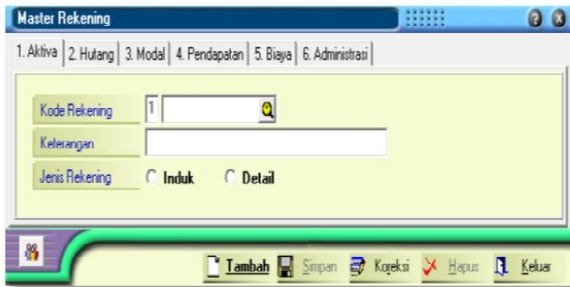 Master Rekening
1. Aktiva 2. Hutang 3. Modal 4. Pendapatan 5. Biaya 6. Administrasi
Kode Rekening 1
Keterangan
Jenis Rekening Induk Detail
Tambah Simpan Koreksi Hapus Keluar